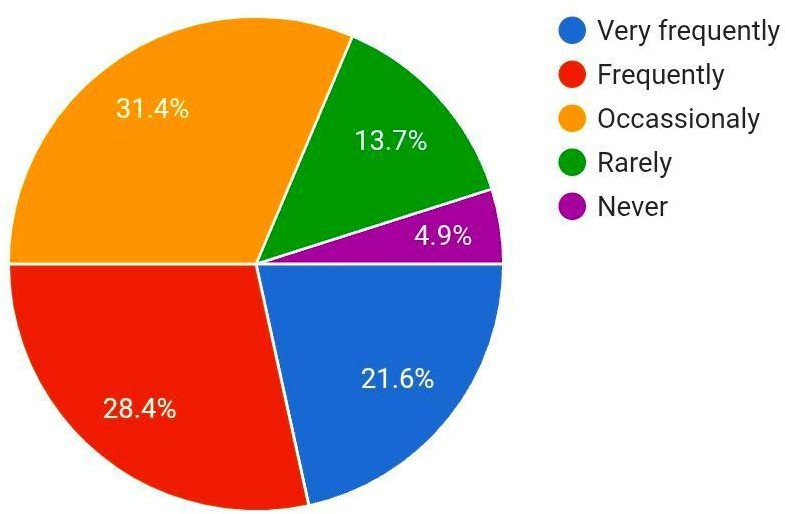 Very frequently
Frequently
Occassionaly
Rarely
Never
31.4%
13.7%
4.9%
21.6%
28.4%